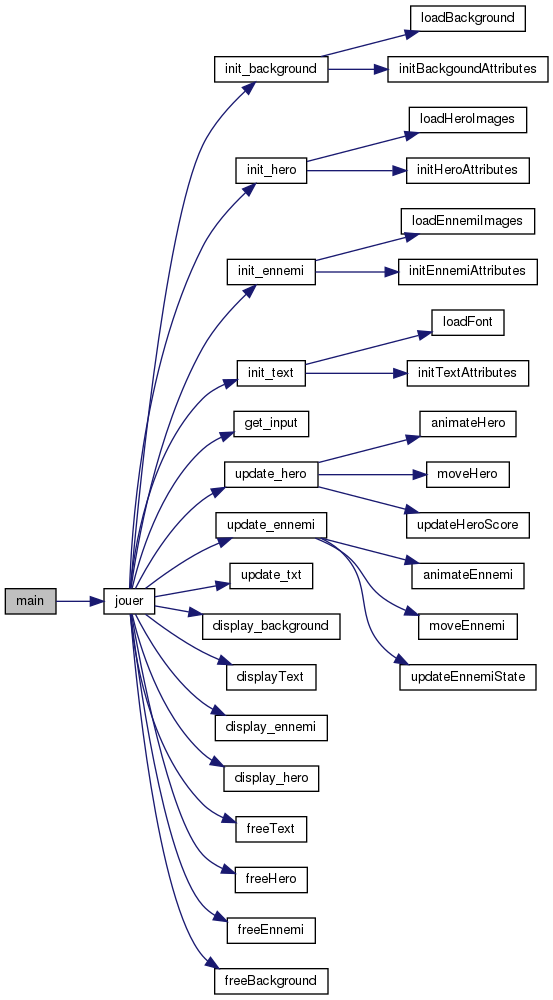 loadBackground
init_background
initBackgoundAttributes
loadHeroImages
init_hero
initHeroAttributes
loadEnnemiImages
init_ennemi
initEnnemiAttributes
loadFont
init_text
initTextAttributes
get_input
animateHero
update_hero
moveHero
updateHeroScore
update_ennemi
animateEnnemi
update_txt
main
jouer
display_background
moveEnnemi
displayText
updateEnnemiState
display_ennemi
display_hero
freeText
freeHero
freeEnnemi
freeBackground